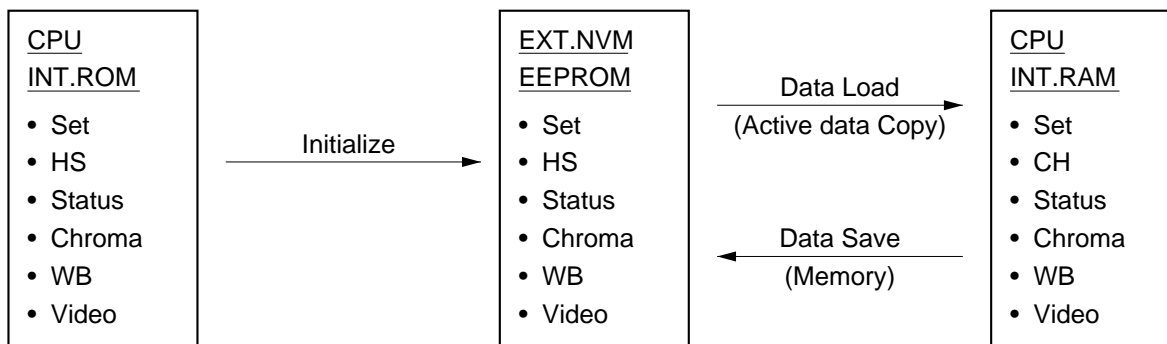 CPU
INT.ROM
• Set
• HS
• Status
• Chroma
• WB
• Video
Initialize
EXT.NVM
EEPROM
• Set
• HS
• Status
• Chroma
• WB
• Video
Data Load
(Active data Copy)
Data Save
(Memory)
CPU
INT.RAM
• Set
• CH
• Status
• Chroma
• WB
• Video